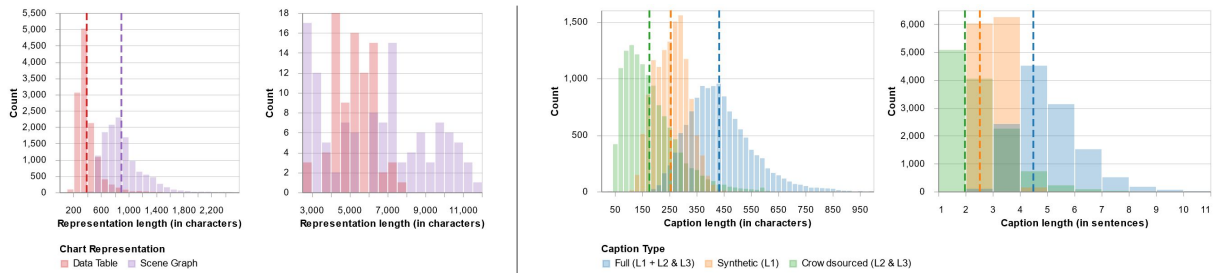 5,500
5,000
4,500
4,000
3,500
3,000
2,500
2,000
1,500
1,000
500
0
Count
200 600 1,000 1,400 1,800 2,200
Representation length (in characters)
18
16
14
12
10
8
6
4
2
0
Count
3,000 5,000 7,000 9,000 11,000
Representation length (in characters)
Chart Representation
Data Table Scene Graph
1,500
1,000
500
0
Count
50 150 250 350 450 550 650 750 850 950
Caption length (in characters)
6,000
5,000
4,000
3,000
2,000
1,000
0
Count
1 2 3 4 5 6 7 8 9 10 11
Caption length (in sentences)
Caption Type
Full (L1 + L2 & L3) Synthetic (L1) Crowdsourced (L2 & L3)